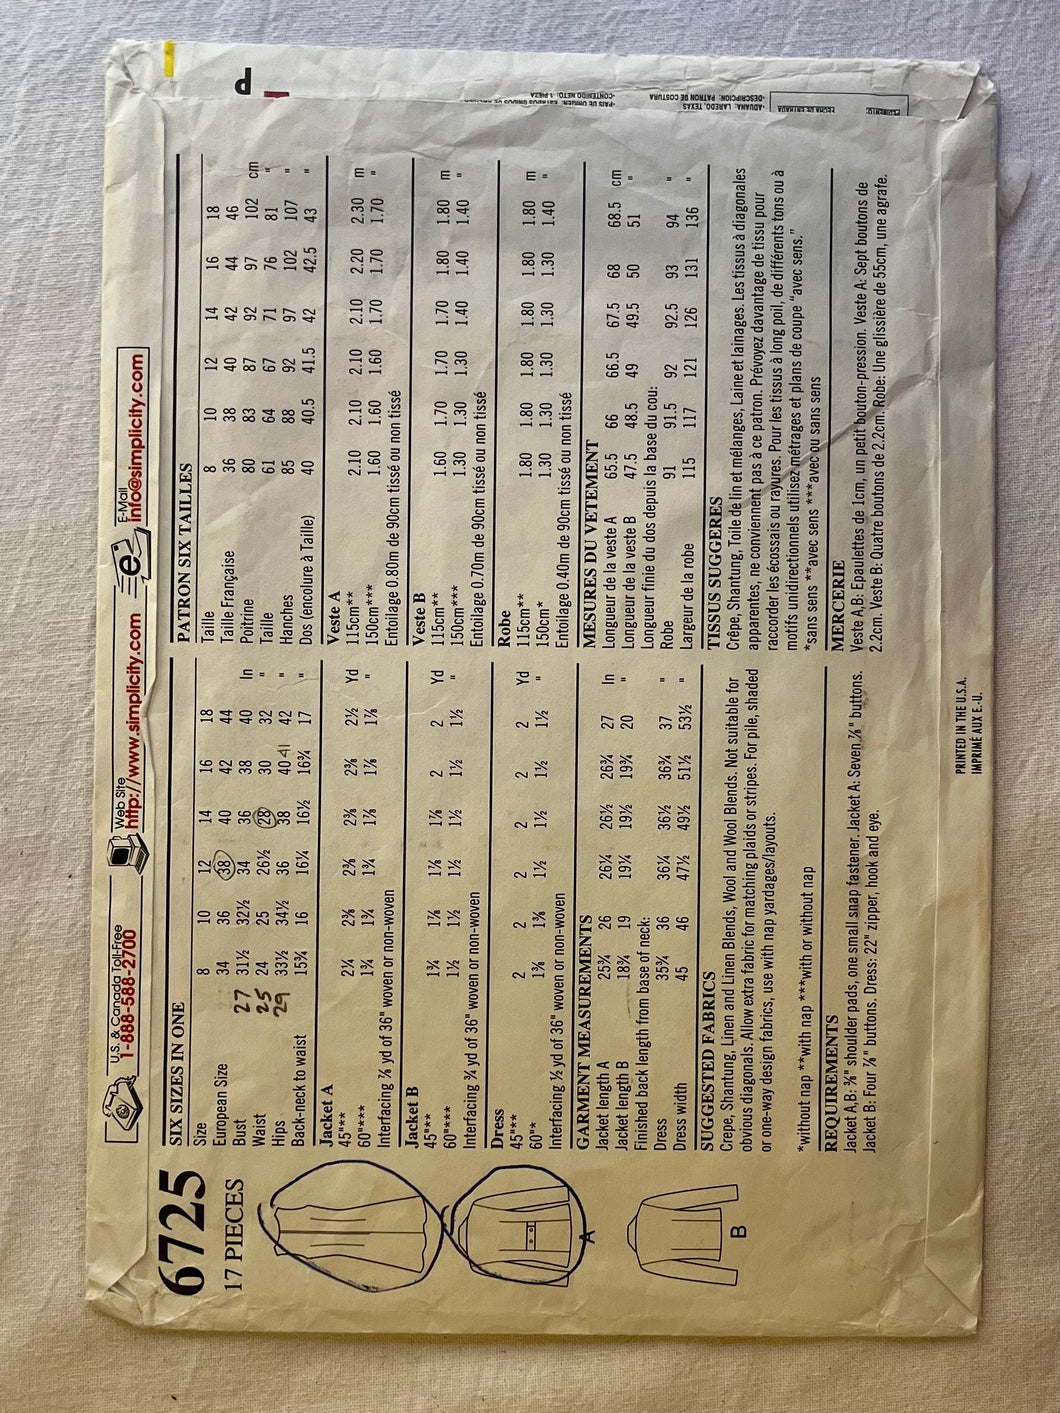 U.S. & Canada Toll-Free
1-888-588-2700
Web Site
http://www.simplicity.com
E-Mail
info@simplicity.com
6725
17 PIECES
A
B
SIX SIZES IN ONE
Size 8 10 12 14 16 18
European Size 34 36 38 40 42 44
Bust 27 31½ 32½ 34 36 38 40 In
Waist 25 24 25 26½ 28 30 32 "
Hips 29 33½ 34½ 36 38 40 41 42 "
Back-neck to waist 15¾ 16 16¼ 16½ 16¾ 17 "
Jacket A
45"** 2¼ 2⅜ 2⅜ 2⅜ 2⅜ 2½ Yd
60"*** 1¾ 1¾ 1¾ 1⅞ 1⅞ 1⅞ "
Interfacing ⅞ yd of 36" woven or non-woven
Jacket B
45"** 1¾ 1⅞ 1⅞ 1⅞ 2 2 Yd
60"*** 1½ 1½ 1½ 1½ 1½ 1½ "
Interfacing ¾ yd of 36" woven or non-woven
Dress
45"** 2 2 2 2 2 2 Yd
60"* 1⅜ 1⅜ 1½ 1½ 1½ 1½ "
Interfacing ½ yd of 36" woven or non-woven
GARMENT MEASUREMENTS
Jacket length A 25¾ 26 26¼ 26½ 26¾ 27 In
Jacket length B 18¾ 19 19¼ 19½ 19¾ 20 "
Finished back length from base of neck:
Dress 35¾ 36 36¼ 36½ 36¾ 37 "
Dress width 45 46 47½ 49½ 51½ 53½ "
SUGGESTED FABRICS
Crepe, Shantung, Linen and Linen Blends, Wool and Wool Blends. Not suitable for
obvious diagonals. Allow extra fabric for matching plaids or stripes. For pile, shaded
or one-way design fabrics, use with nap yardages/layouts.
*without nap **with nap ***with or without nap
REQUIREMENTS
Jacket A,B: ⅜" shoulder pads, one small snap fastener. Jacket A: Seven ⅞" buttons.
Jacket B: Four ⅞" buttons. Dress: 22" zipper, hook and eye.
PATRON SIX TAILLES
Taille 8 10 12 14 16 18
Taille Française 36 38 40 42 44 46
Poitrine 80 83 87 92 97 102 cm
Taille 61 64 67 71 76 81 "
Hanches 85 88 92 97 102 107 "
Dos (encolure à Taille) 40 40.5 41.5 42 42.5 43 "
Veste A
115cm** 2.10 2.10 2.10 2.10 2.20 2.30 m
150cm*** 1.60 1.60 1.60 1.70 1.70 1.70 "
Entoilage 0.80m de 90cm tissé ou non tissé
Veste B
115cm** 1.60 1.70 1.70 1.70 1.80 1.80 m
150cm*** 1.30 1.30 1.30 1.40 1.40 1.40 "
Entoilage 0.70m de 90cm tissé ou non tissé
Robe
115cm** 1.80 1.80 1.80 1.80 1.80 1.80 m
150cm* 1.30 1.30 1.30 1.30 1.30 1.40 "
Entoilage 0.40m de 90cm tissé ou non tissé
MESURES DU VETEMENT
Longueur de la veste A 65.5 66 66.5 67.5 68 68.5 cm
Longueur de la veste B 47.5 48.5 49 49.5 50 51 "
Longueur finie du dos depuis la base du cou:
Robe 91 91.5 92 92.5 93 94 "
Largeur de la robe 115 117 121 126 131 136 "
TISSUS SUGGERES
Crêpe, Shantung, Toile de lin et mélanges, Laine et lainages. Les tissus à diagonales
apparentes, ne conviennent pas à ce patron. Prévoyez davantage de tissu pour
raccorder les écossais ou rayures. Pour les tissus à long poil, de différents tons ou à
motifs unidirectionnels utilisez métrages et plans de coupe "avec sens."
*sans sens **avec sens ***avec ou sans sens
MERCERIE
Veste A,B: Epaulettes de 1cm, un petit bouton-pression. Veste A: Sept boutons de
2.2cm. Veste B: Quatre boutons de 2.2cm. Robe: Une glissière de 55cm, une agrafe.
PRINTED IN THE U.S.A.
IMPRIMÉ AUX E.-U.
•CONTENIDO NETO: 1 PIEZA
•DESCRIPCION: PATRON DE COSTURA
•ADUANA: LAREDO, TEXAS
FECHA DE ENTRADA